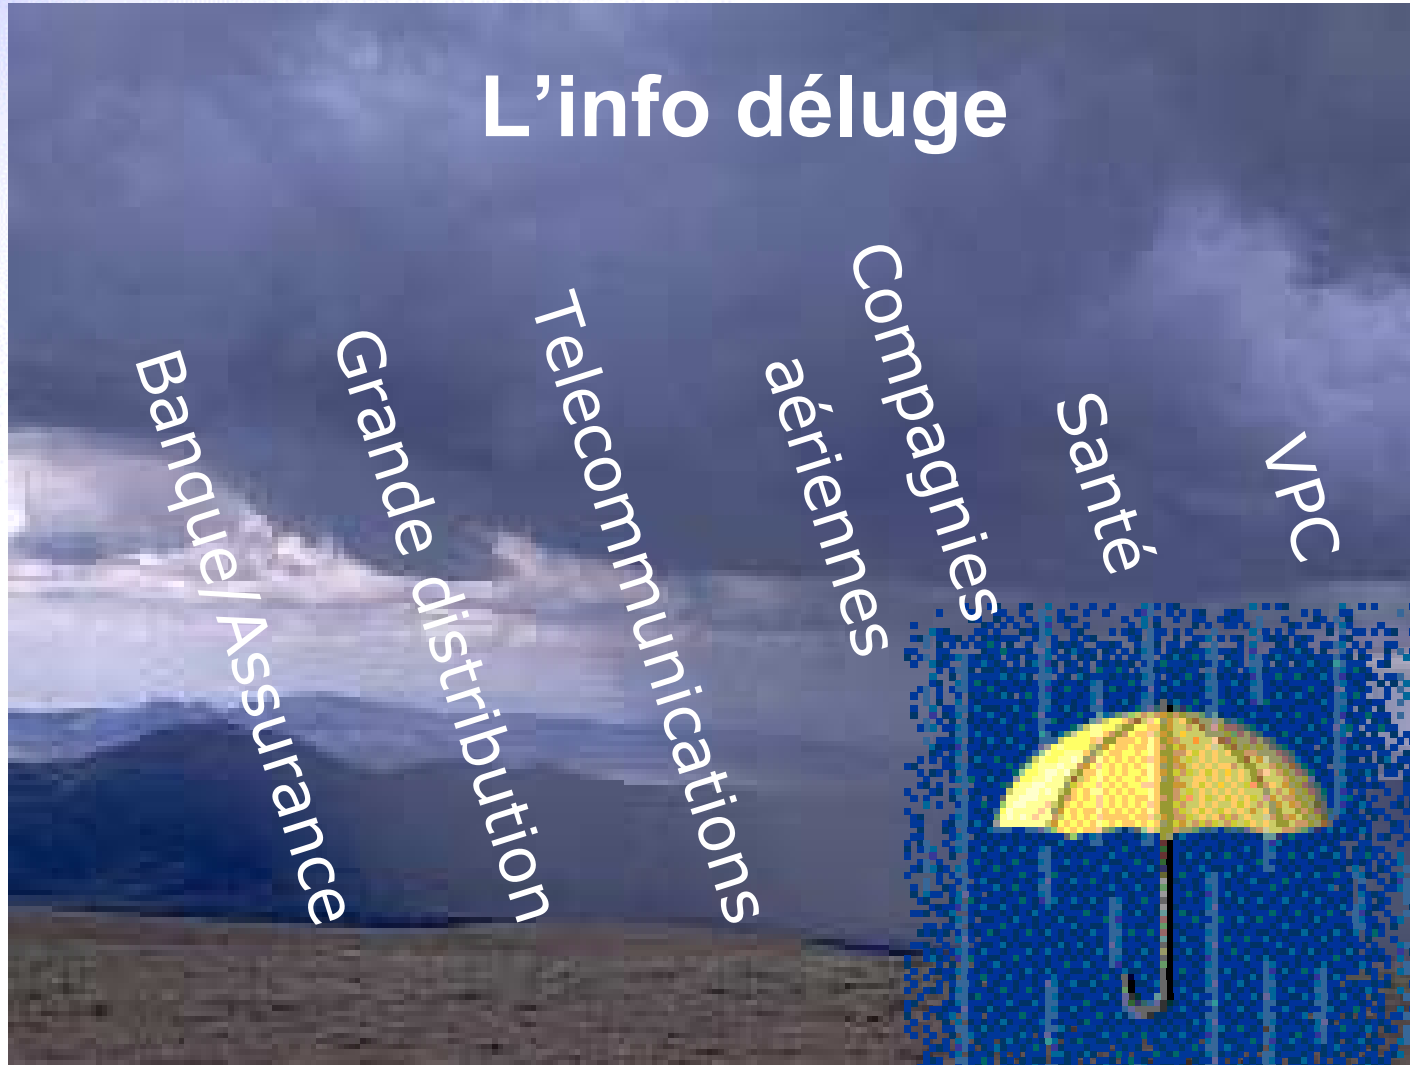 L’info déluge
Banque/Assurance
Grande distribution
Telecommunications
Compagnies
aériennes
Santé
VPC